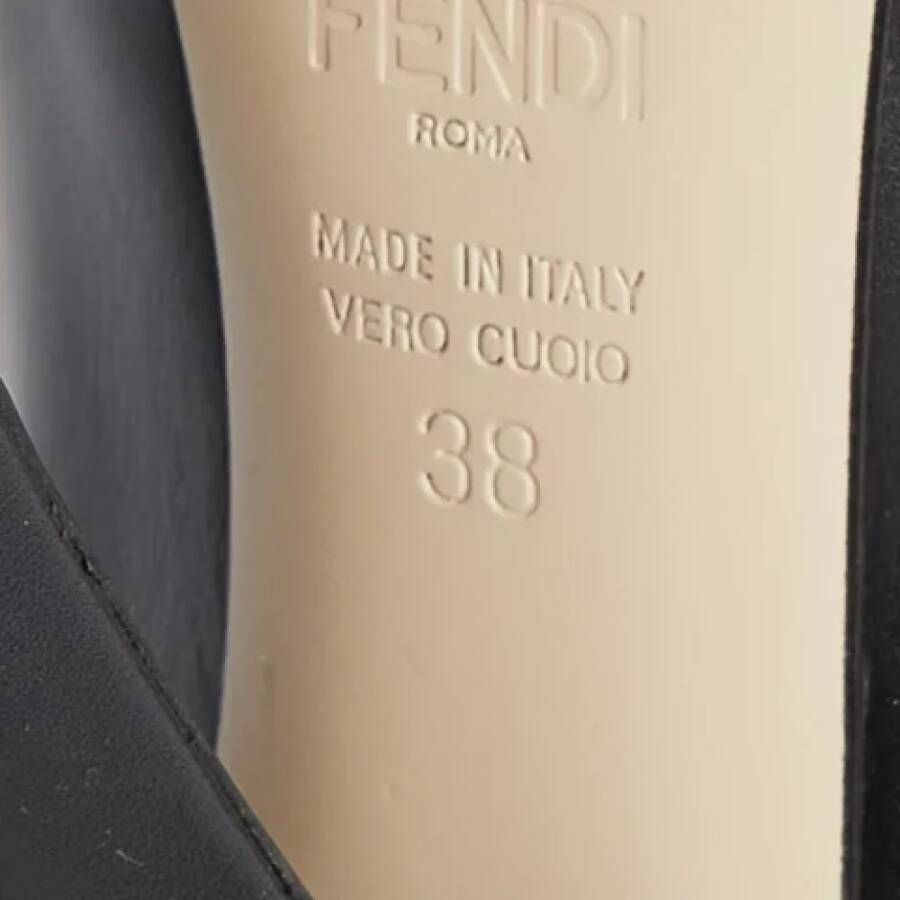 FENDI
ROMA
MADE IN ITALY
VERO CUOIO
38